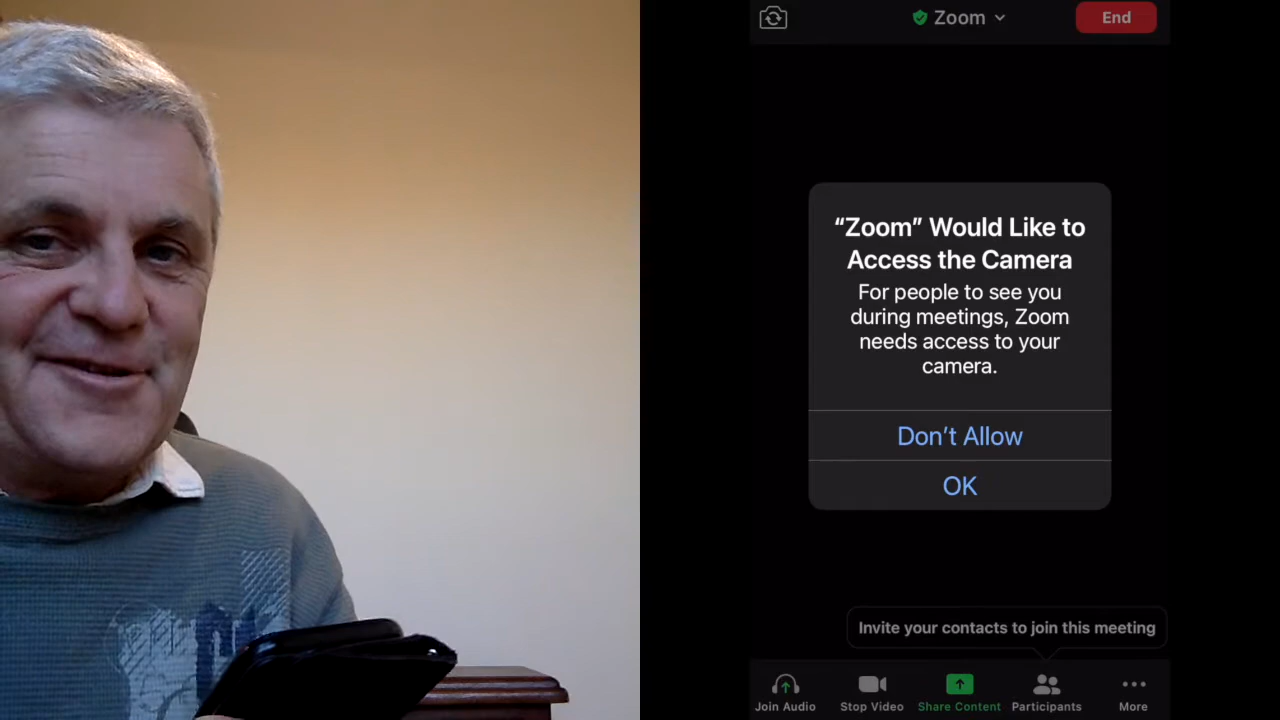 Zoom
End
“Zoom” Would Like to
Access the Camera
For people to see you
during meetings, Zoom
needs access to your
camera.
Don’t Allow
OK
Invite your contacts to join this meeting
Join Audio
Stop Video
Share Content
Participants
More